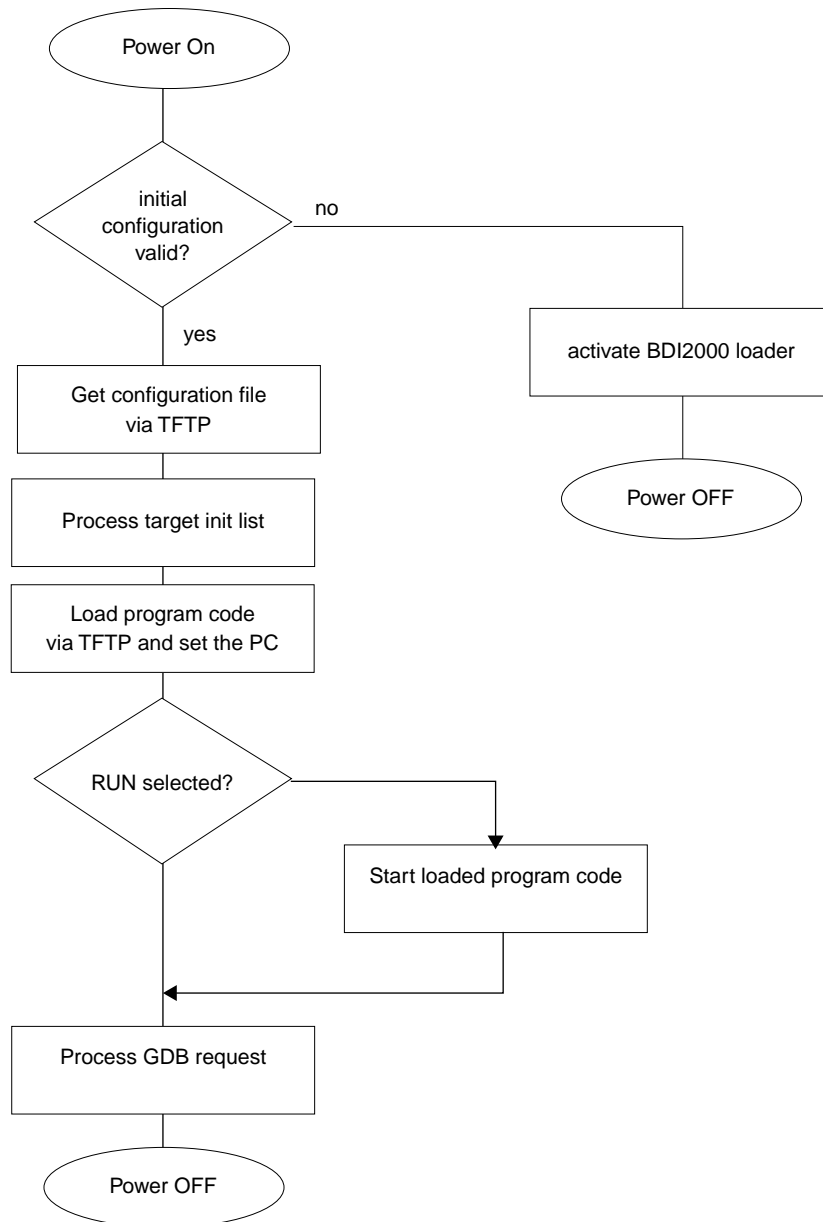 Power On
initial
configuration
valid?
no
yes
activate BDI2000 loader
Get configuration file
via TFTP
Power OFF
Process target init list
Load program code
via TFTP and set the PC
RUN selected?
Start loaded program code
Process GDB request
Power OFF